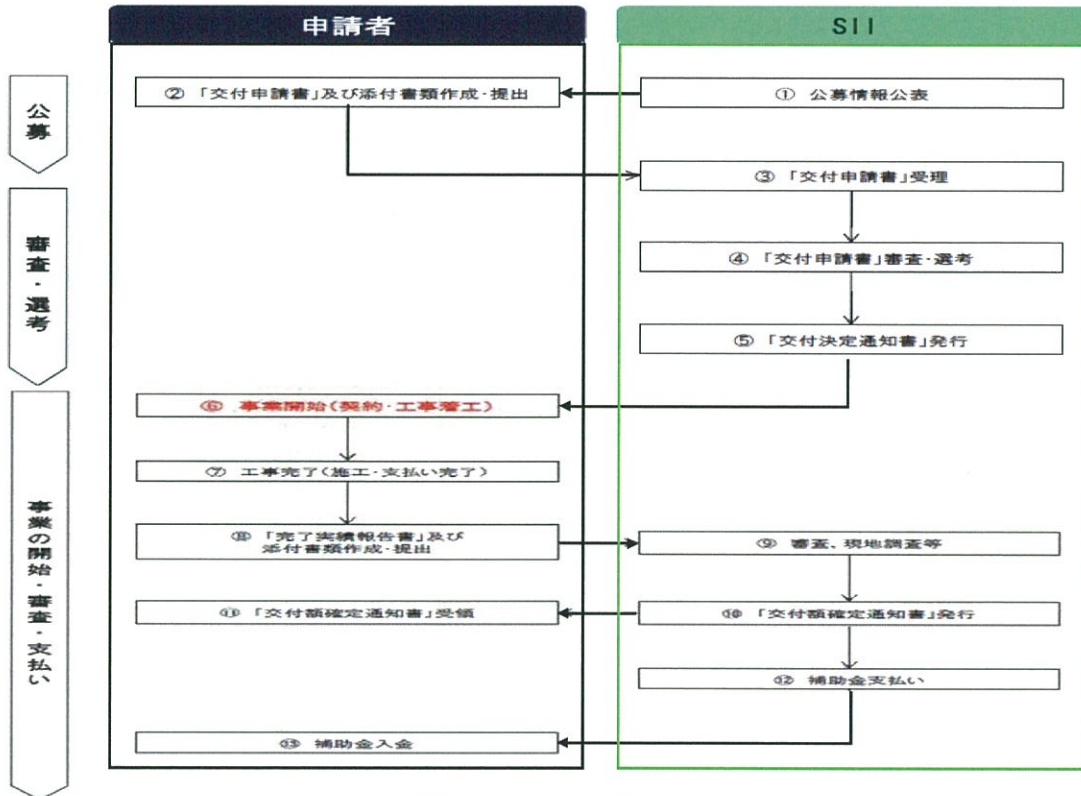 申請者
SII
公募
② 「交付申請書」及び添付書類作成・提出
① 公募情報公表
③ 「交付申請書」受理
審査・選考
④ 「交付申請書」審査・選考
⑤ 「交付決定通知書」発行
事業の開始・審査・支払い
⑥ 事業開始(契約・工事着工)
⑦ 工事完了(施工・支払い完了)
⑧ 「完了実績報告書」及び
添付書類作成・提出
⑨ 審査、現地調査等
⑪ 「交付額確定通知書」受領
⑩ 「交付額確定通知書」発行
⑫ 補助金支払い
⑬ 補助金入金